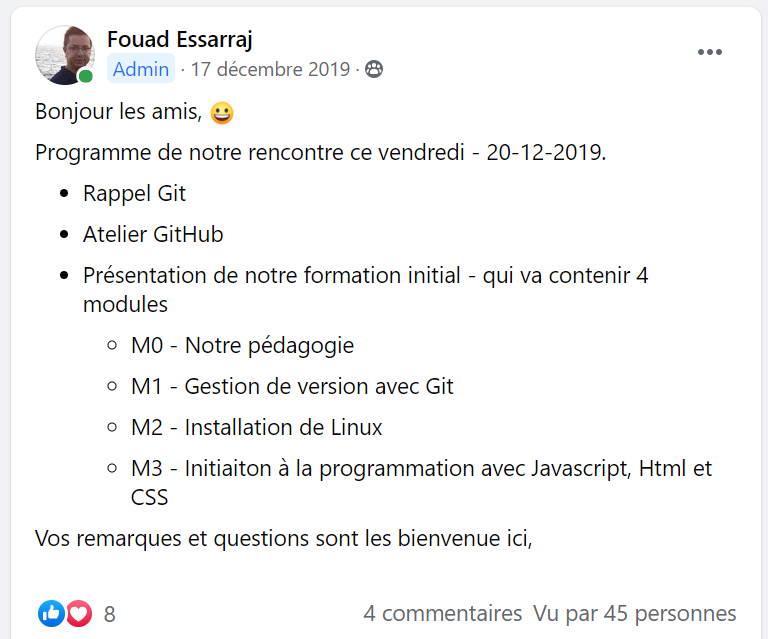 Fouad Essarraj
Admin · 17 décembre 2019 ·
Bonjour les amis, 😀
Programme de notre rencontre ce vendredi - 20-12-2019.
• Rappel Git
• Atelier GitHub
• Présentation de notre formation initial - qui va contenir 4
modules
○ M0 - Notre pédagogie
○ M1 - Gestion de version avec Git
○ M2 - Installation de Linux
○ M3 - Initiaiton à la programmation avec Javascript, Html et
CSS
Vos remarques et questions sont les bienvenue ici,
8 4 commentaires Vu par 45 personnes